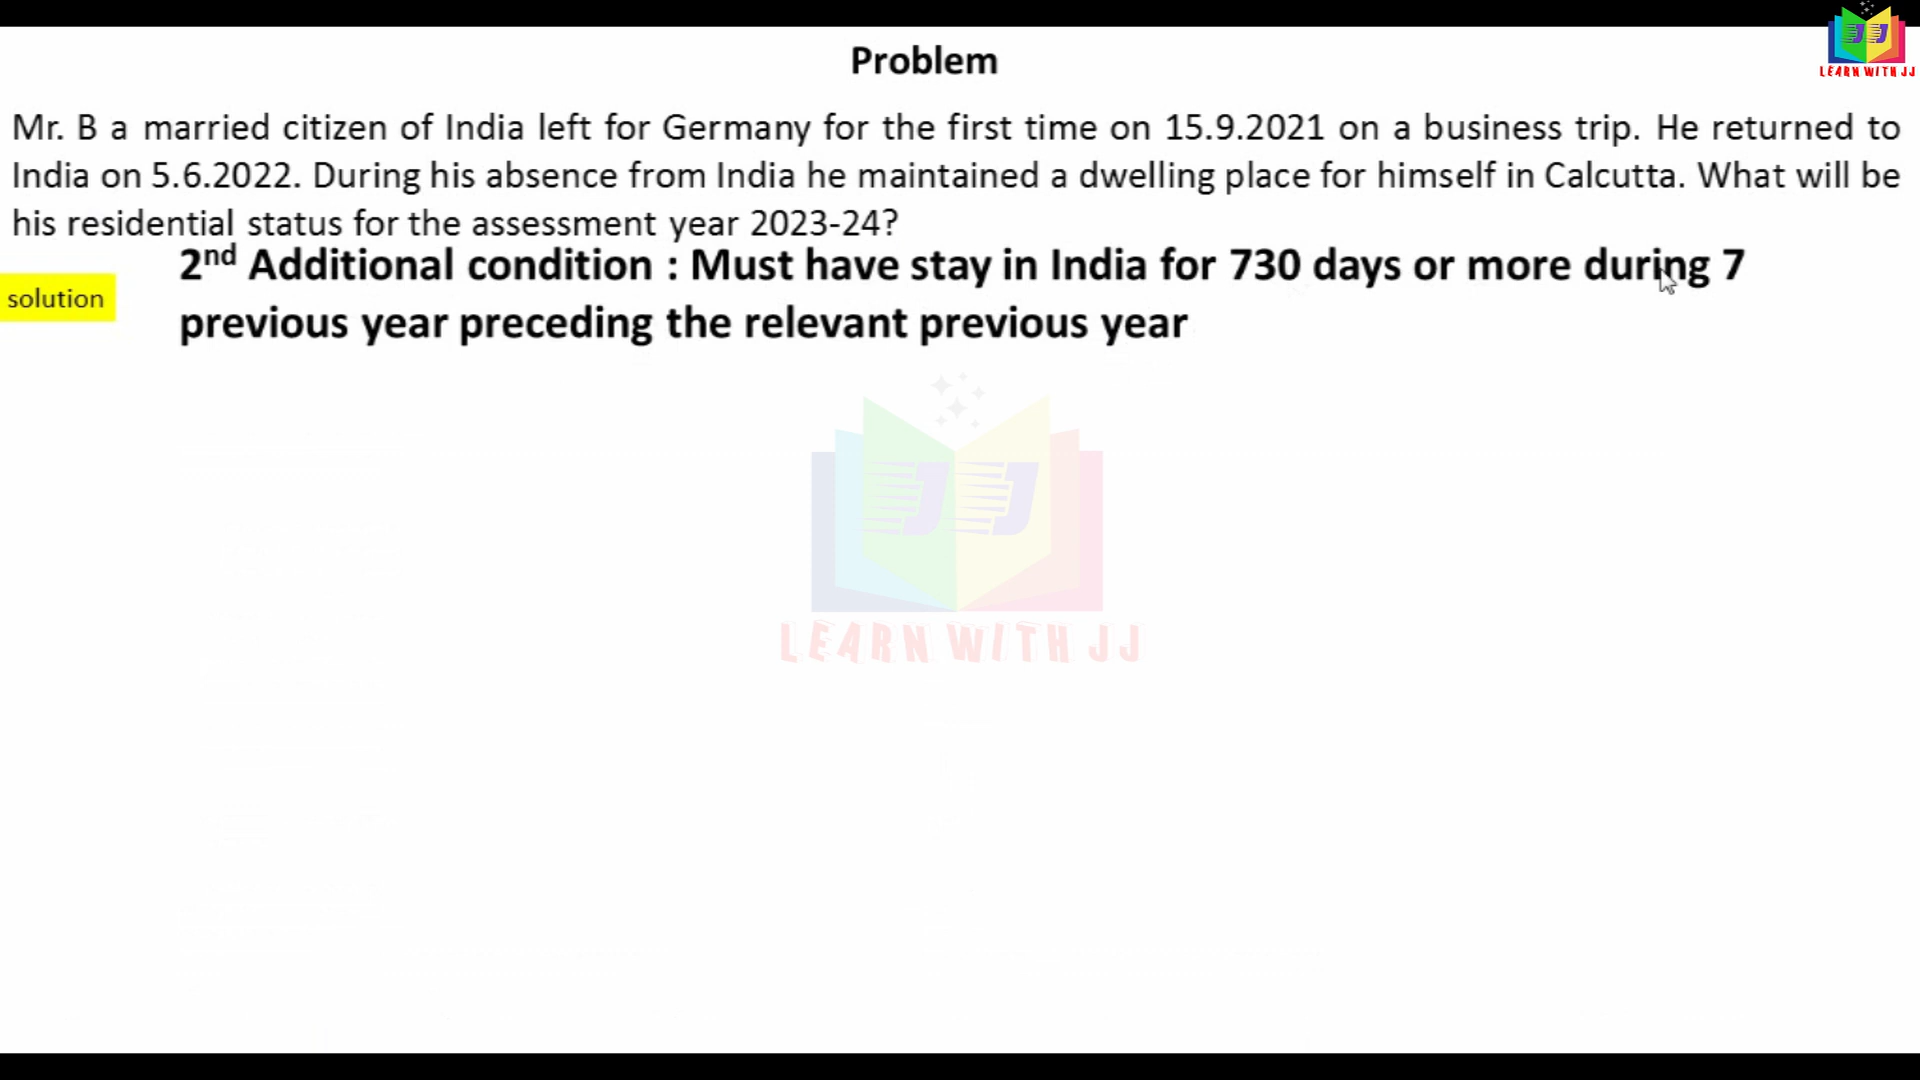 Problem
LEARN WITH JJ
Mr. B a married citizen of India left for Germany for the first time on 15.9.2021 on a business trip. He returned to
India on 5.6.2022. During his absence from India he maintained a dwelling place for himself in Calcutta. What will be
his residential status for the assessment year 2023-24?
2nd Additional condition : Must have stay in India for 730 days or more during 7
solution
previous year preceding the relevant previous year
JJ
LEARN WITH JJ